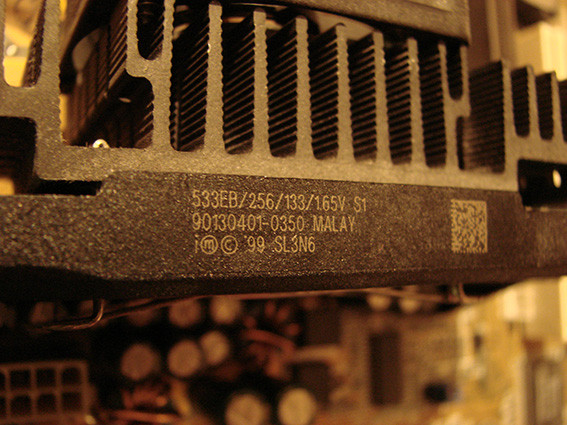 533EB/256/133/1.65V S1
90130401-0350 MALAY
i Ⓜ © '99 SL3N6